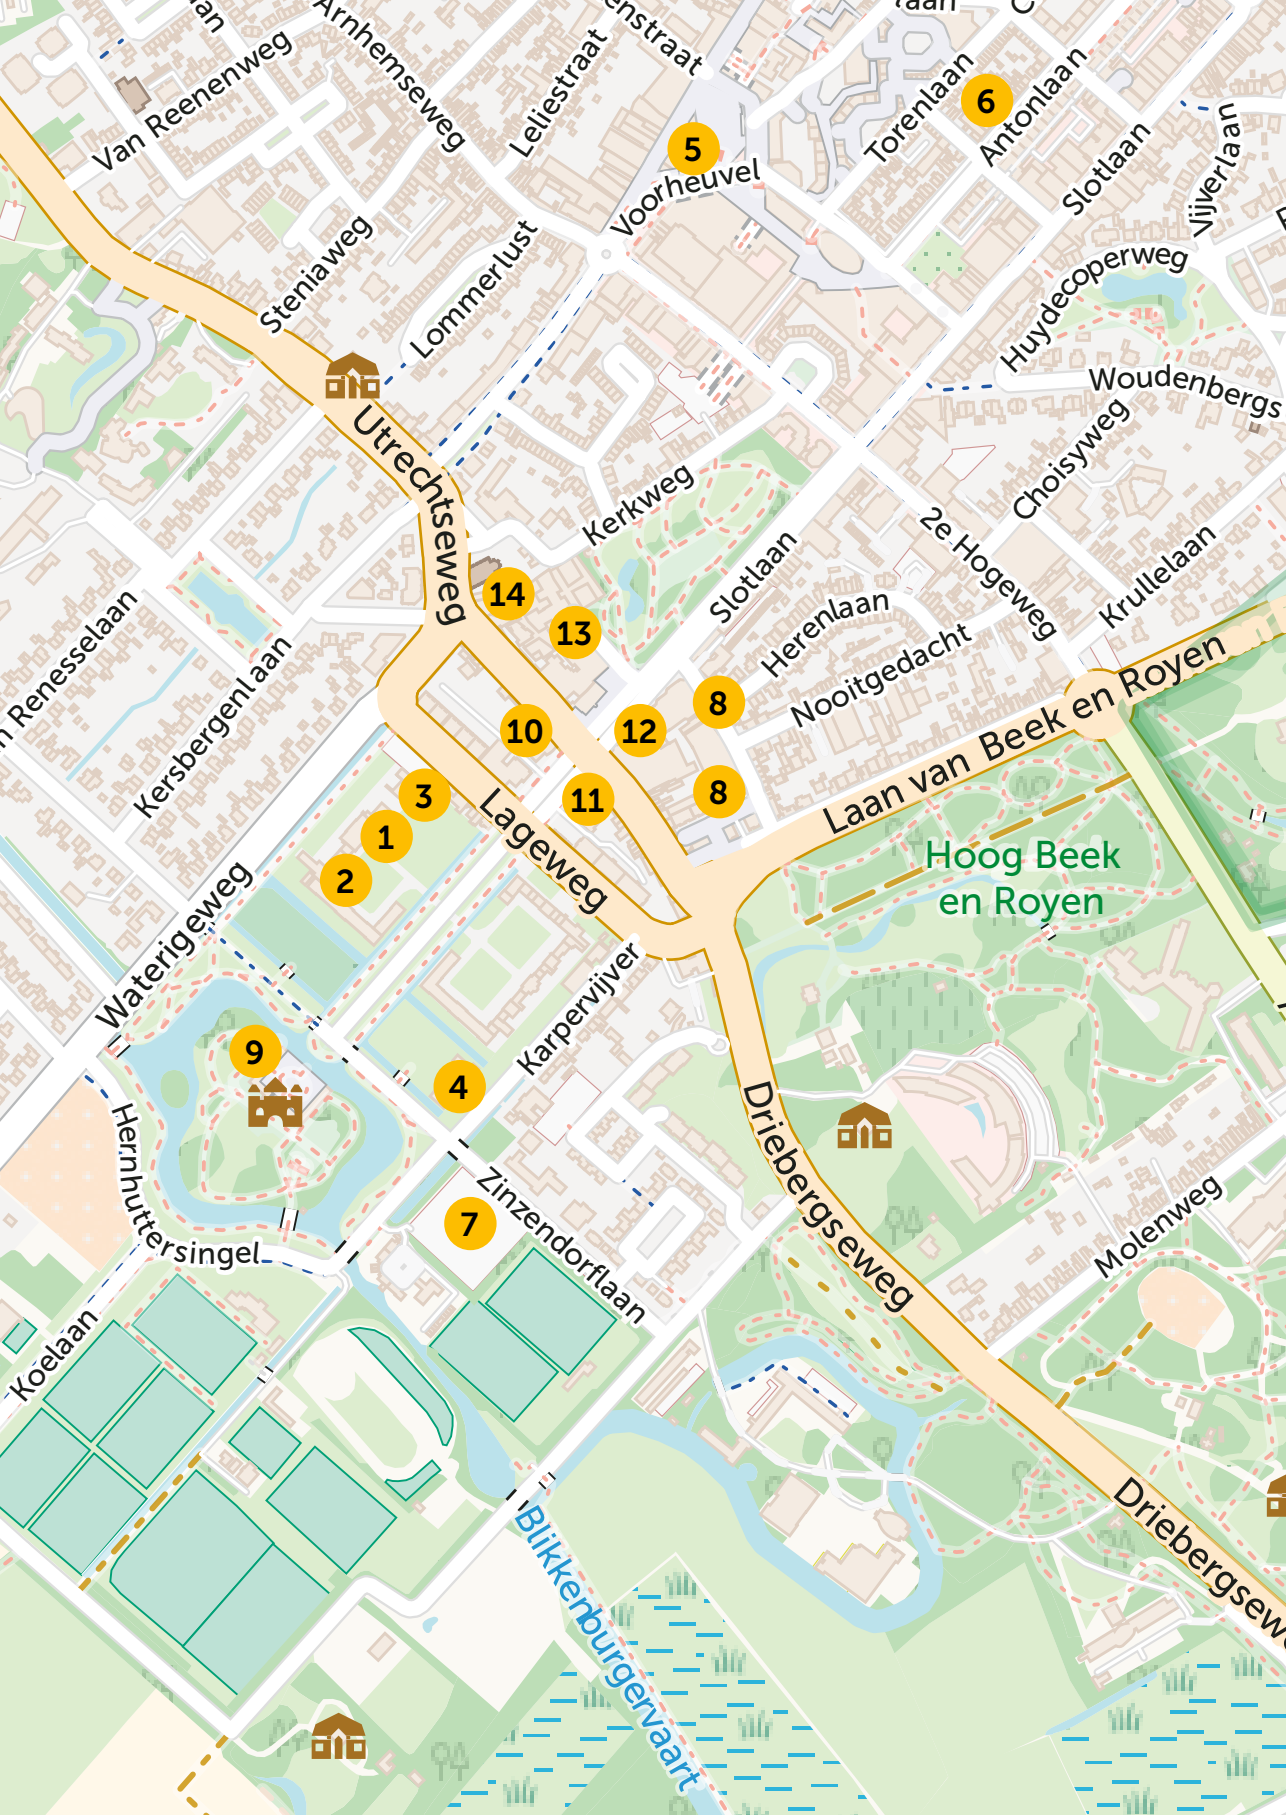 enstraat
laan
Arnhemseweg
Van Reenenweg
Leliestraat
Torenlaan
6
Antonlaan
5
Voorheuvel
Slotlaan
Vijverlaan
Steniaweg
Lommerlust
Huydecoperweg
Woudenbergs
Choisyweg
Utrechtseweg
Kerkweg
2e Hogeweg
Slotlaan
Krullelaan
14
13
Herenlaan
Nooitgedacht
n Renesselaan
Kersbergenlaan
Laan van Beek en Royen
8
10
12
3
11
8
1
Lageweg
2
Hoog Beek
en Royen
Waterigeweg
Karpervijver
9
4
Hernhuttersingel
Driebergseweg
Zinzendorflaan
7
Molenweg
Koelaan
Driebergsewe
Blikkenburgervaart